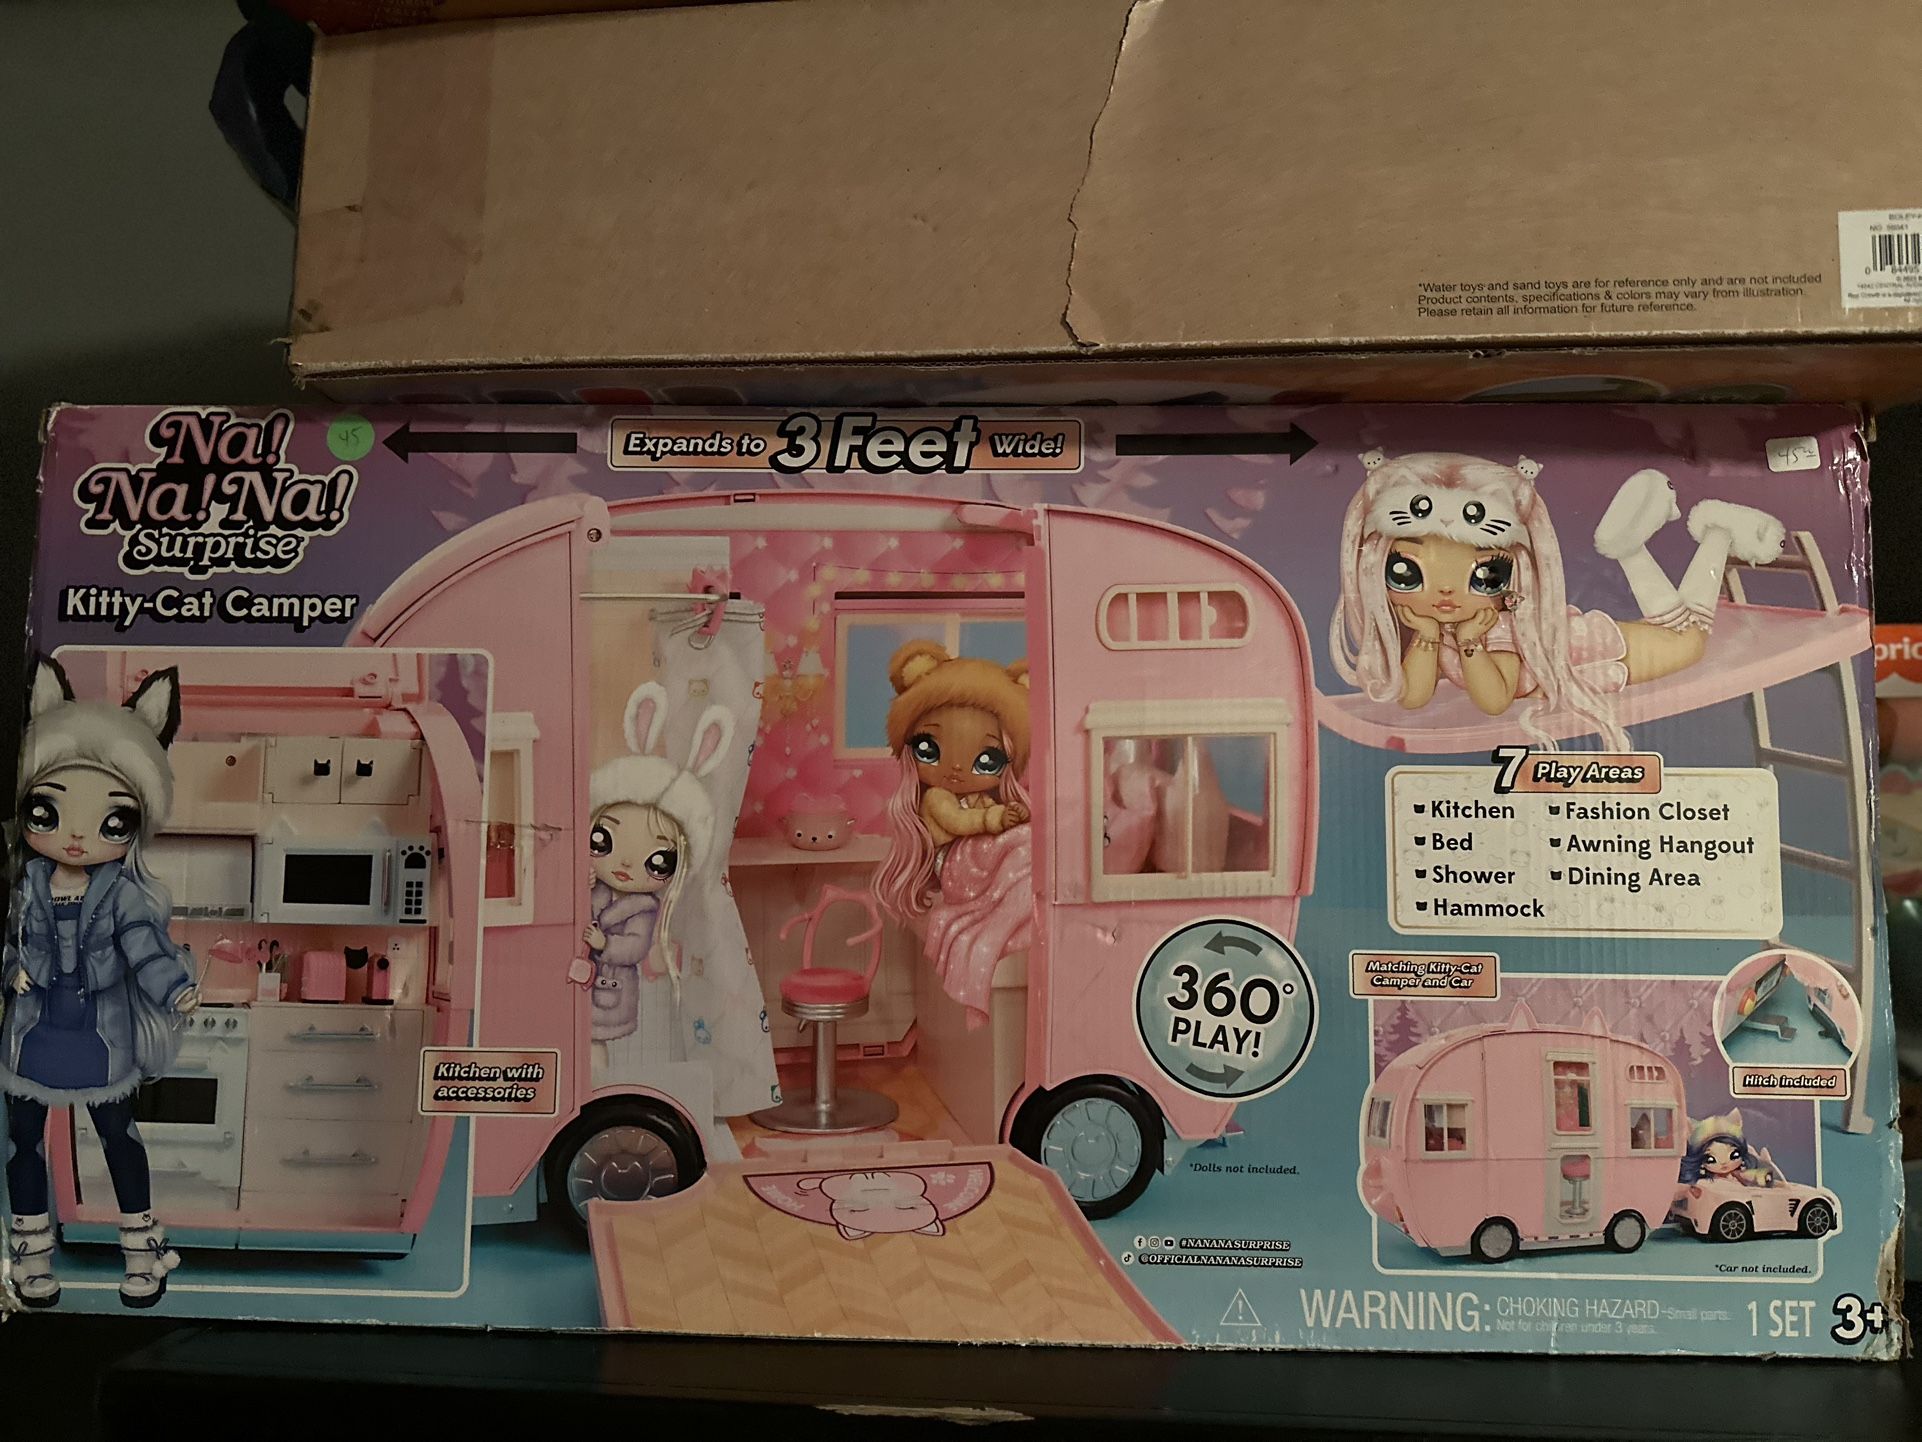 *Water toys and sand toys are for reference only and are not included
Product contents, specifications & colors may vary from illustration.
Please retain all information for future reference.
Na!
Na! Na!
Surprise
Kitty-Cat Camper
45
Expands to 3 Feet Wide!
45
7 Play Areas
Kitchen
Bed
Shower
Hammock
Fashion Closet
Awning Hangout
Dining Area
Kitchen with
accessories
360°
PLAY!
Matching Kitty-Cat
Camper and Car
Hitch included
*Dolls not included.
#NANANASURPRISE
@OFFICIALNANANASURPRISE
*Car not included.
WARNING: CHOKING HAZARD-Small parts.
Not for children under 3 years.
1 SET 3+